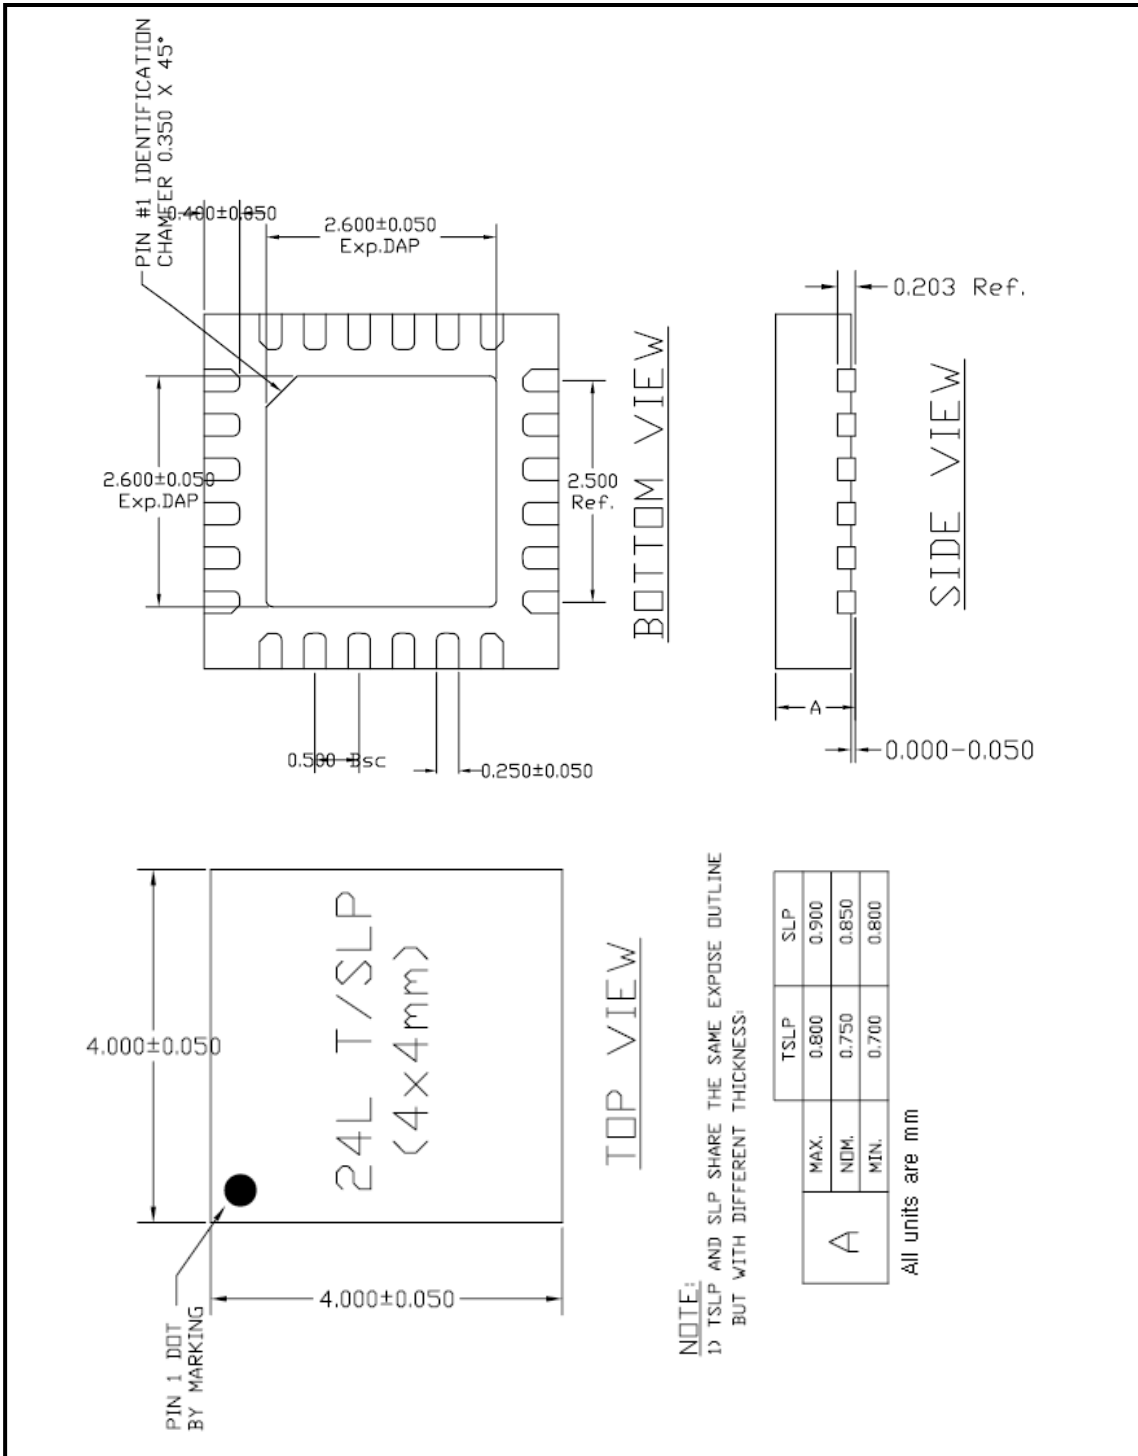 PIN #1 IDENTIFICATION
CHAMFER 0.350 X 45°
0.400±0.050
2.600±0.050
Exp.DAP
2.600±0.050
Exp.DAP
2.500
Ref.
0.500 Bsc
0.250±0.050
BOTTOM VIEW
0.203 Ref.
A
0.000-0.050
SIDE VIEW
4.000±0.050
24L T/SLP
(4x4mm)
4.000±0.050
PIN 1 DOT
BY MARKING
TOP VIEW
NOTE:
1) TSLP AND SLP SHARE THE SAME EXPOSE OUTLINE
BUT WITH DIFFERENT THICKNESS:
TSLP SLP
A
MAX. 0.800 0.900
NOM. 0.750 0.850
MIN. 0.700 0.800
All units are mm